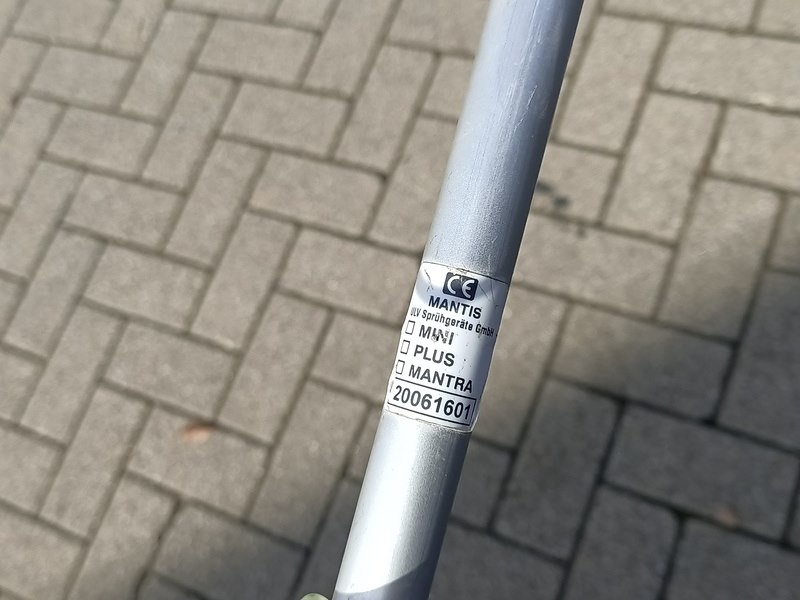 CE
MANTIS
ULV Sprühgeräte GmbH
☐ MINI
☐ PLUS
☐ MANTRA
20061601